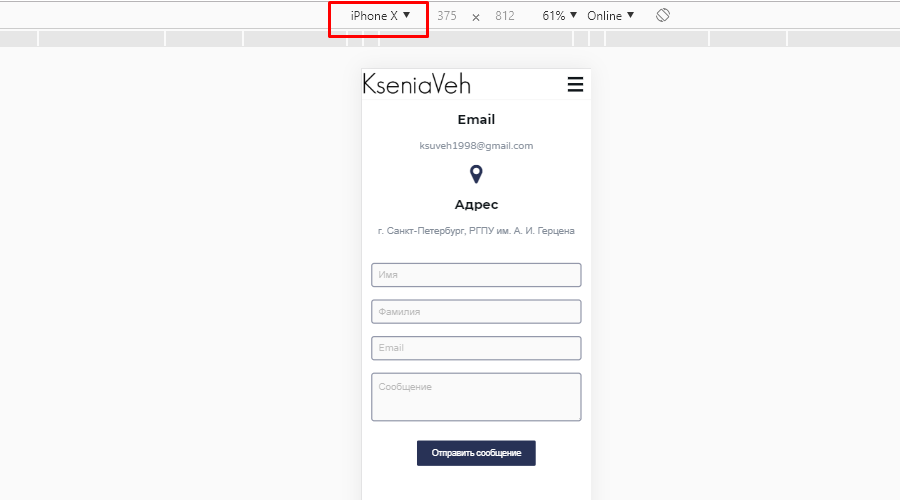 iPhone X ▼ 375 × 812 61% ▼ Online ▼
KseniaVeh
Email
ksuveh1998@gmail.com
Адрес
г. Санкт-Петербург, РГПУ им. А. И. Герцена
Имя
Фамилия
Email
Сообщение
Отправить сообщение